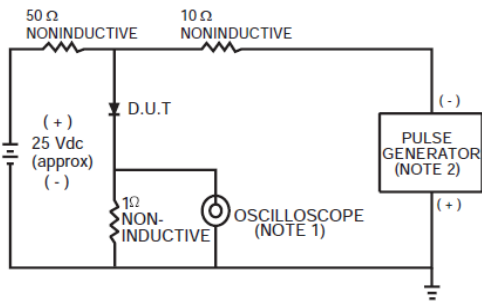 50 Ω
NONINDUCTIVE
10 Ω
NONINDUCTIVE
( + )
25 Vdc
(approx)
( - )
D.U.T
1Ω
NON-
INDUCTIVE
OSCILLOSCOPE
(NOTE 1)
( - )
PULSE
GENERATOR
(NOTE 2)
( + )